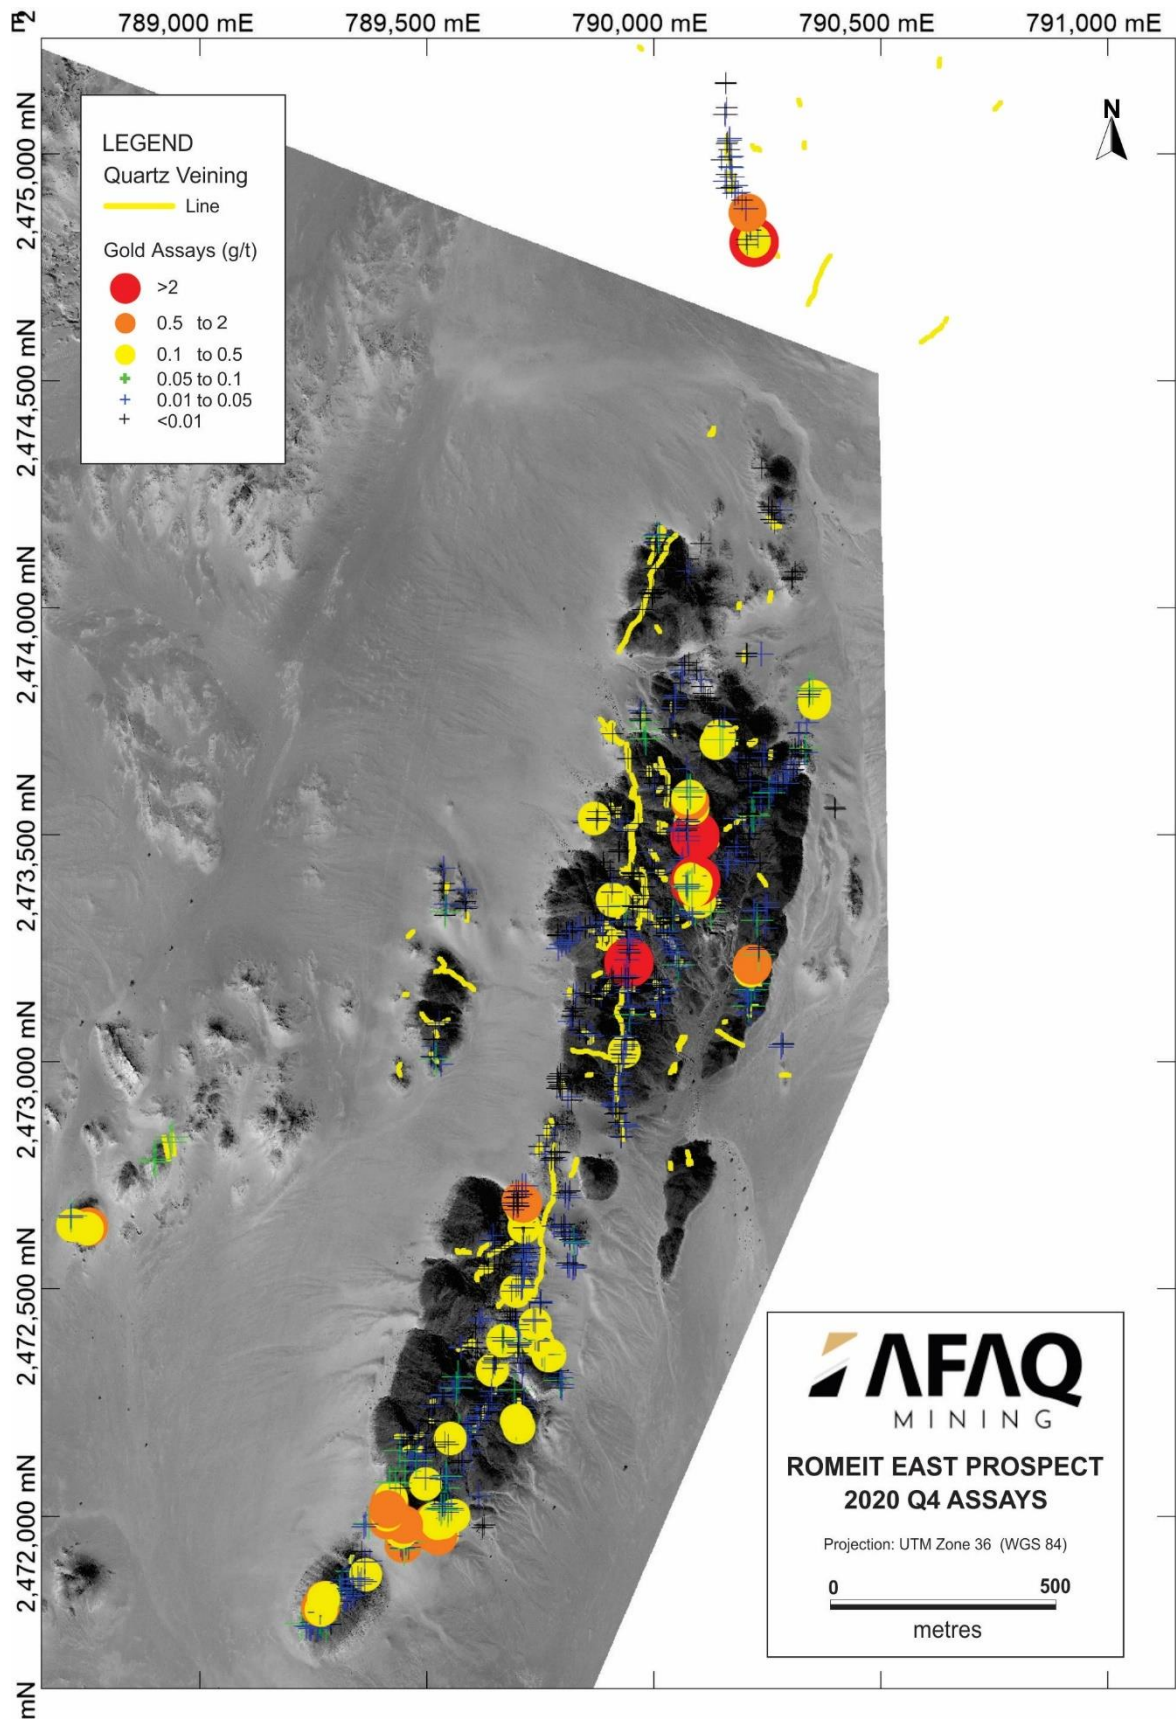 789,000 mE
789,500 mE
790,000 mE
790,500 mE
791,000 mE
2,475,000 mN
2,474,500 mN
2,474,000 mN
2,473,500 mN
2,473,000 mN
2,472,500 mN
2,472,000 mN
mN
N
LEGEND
Quartz Veining
Line
Gold Assays (g/t)
>2
0.5 to 2
0.1 to 0.5
0.05 to 0.1
0.01 to 0.05
<0.01
AFAQ
MINING
ROMEIT EAST PROSPECT
2020 Q4 ASSAYS
Projection: UTM Zone 36 (WGS 84)
0 500
metres